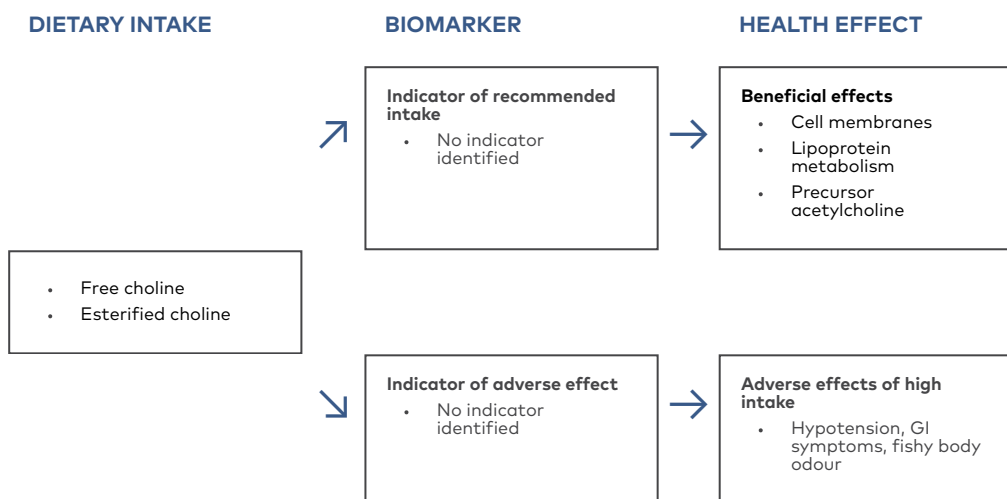 DIETARY INTAKE
BIOMARKER
HEALTH EFFECT
• Free choline
• Esterified choline
Indicator of recommended
intake
• No indicator
identified
Beneficial effects
• Cell membranes
• Lipoprotein
metabolism
• Precursor
acetylcholine
Indicator of adverse effect
• No indicator
identified
Adverse effects of high
intake
• Hypotension, GI
symptoms, fishy body
odour